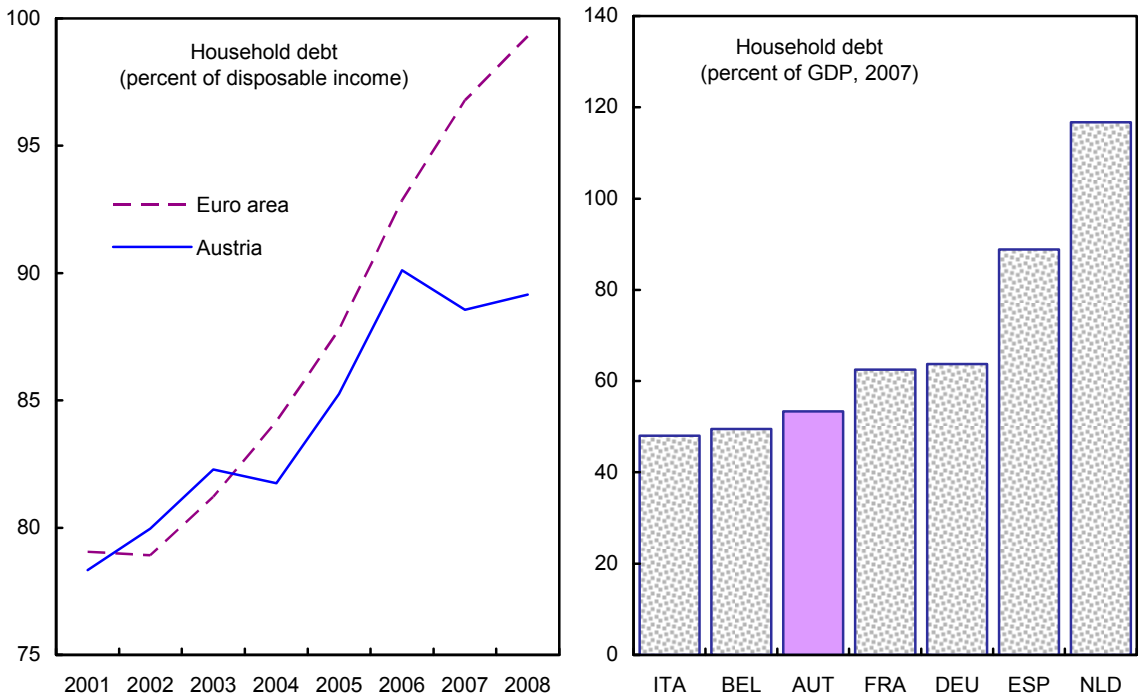 Household debt
(percent of disposable income)
100
95
90
85
80
75
Euro area
Austria
2001 2002 2003 2004 2005 2006 2007 2008
Household debt
(percent of GDP, 2007)
140
120
100
80
60
40
20
0
ITA BEL AUT FRA DEU ESP NLD